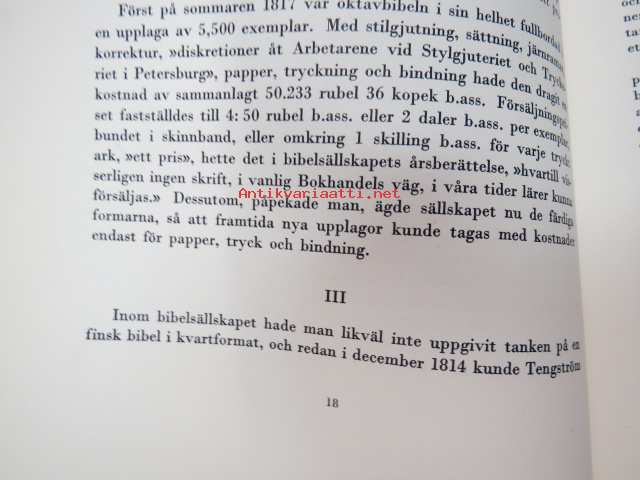 Först på sommaren 1817 var oktavbibeln i sin helhet fullbordad i
en upplaga av 5,500 exemplar. Med stilgjutning, sättning, järnramar,
korrektur, »diskretioner åt Arbetarene vid Stylgjuteriet och Trycke-
riet i Petersburg», papper, tryckning och bindning hade den dragit en
kostnad av sammanlagt 50.233 rubel 36 kopek b.ass. Försäljningspri-
set fastställdes till 4: 50 rubel b.ass. eller 2 daler b.ass. per exemplar,
bundet i skinnband, eller omkring 1 skilling b.ass. för varje tryckt
ark, »ett pris», hette det i bibelsällskapets årsberättelse, »hvartill vis-
serligen ingen skrift, i vanlig Bokhandels väg, i våra tider lärer kunna
Antikvariaatti.net
försäljas.» Dessutom, påpekade man, ägde sällskapet nu de färdiga
formarna, så att framtida nya upplagor kunde tagas med kostnader
endast för papper, tryck och bindning.
III
Inom bibelsällskapet hade man likväl inte uppgivit tanken på en
finsk bibel i kvartformat, och redan i december 1814 kunde Tengström
18